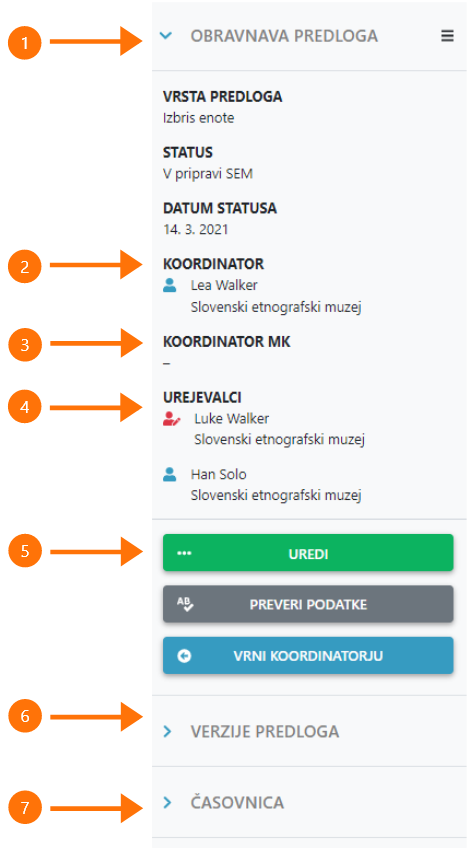 1
OBRAVNAVA PREDLOGA
VRSTA PREDLOGA
Izbris enote
STATUS
V pripravi SEM
DATUM STATUSA
14. 3. 2021
2
KOORDINATOR
Lea Walker
Slovenski etnografski muzej
3
KOORDINATOR MK
–
4
UREJEVALCI
Luke Walker
Slovenski etnografski muzej
Han Solo
Slovenski etnografski muzej
5
UREDI
AB
PREVERI PODATKE
VRNI KOORDINATORJU
6
VERZIJE PREDLOGA
7
ČASOVNICA